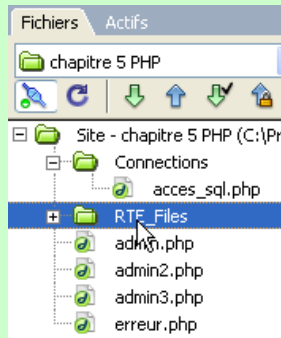 Fichiers Actifs
chapitre 5 PHP
Site - chapitre 5 PHP (C:\Pr
Connections
acces_sql.php
RTF_Files
admin.php
admin2.php
admin3.php
erreur.php